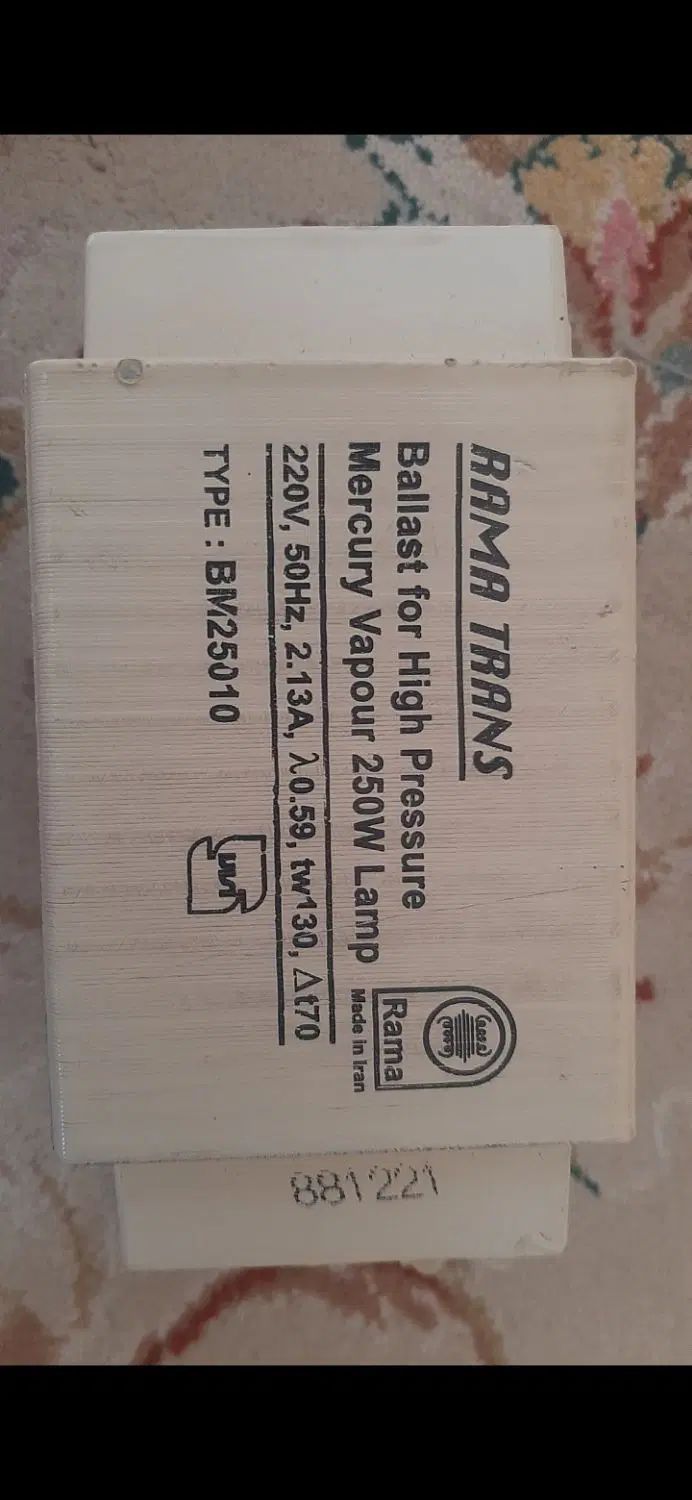 RAMA TRANS
Ballast for High Pressure
Mercury Vapour 250W Lamp
Rama
Made in Iran
220V, 50Hz, 2.13A, λ0.59, tw130, Δt70
TYPE : BM25010
881221